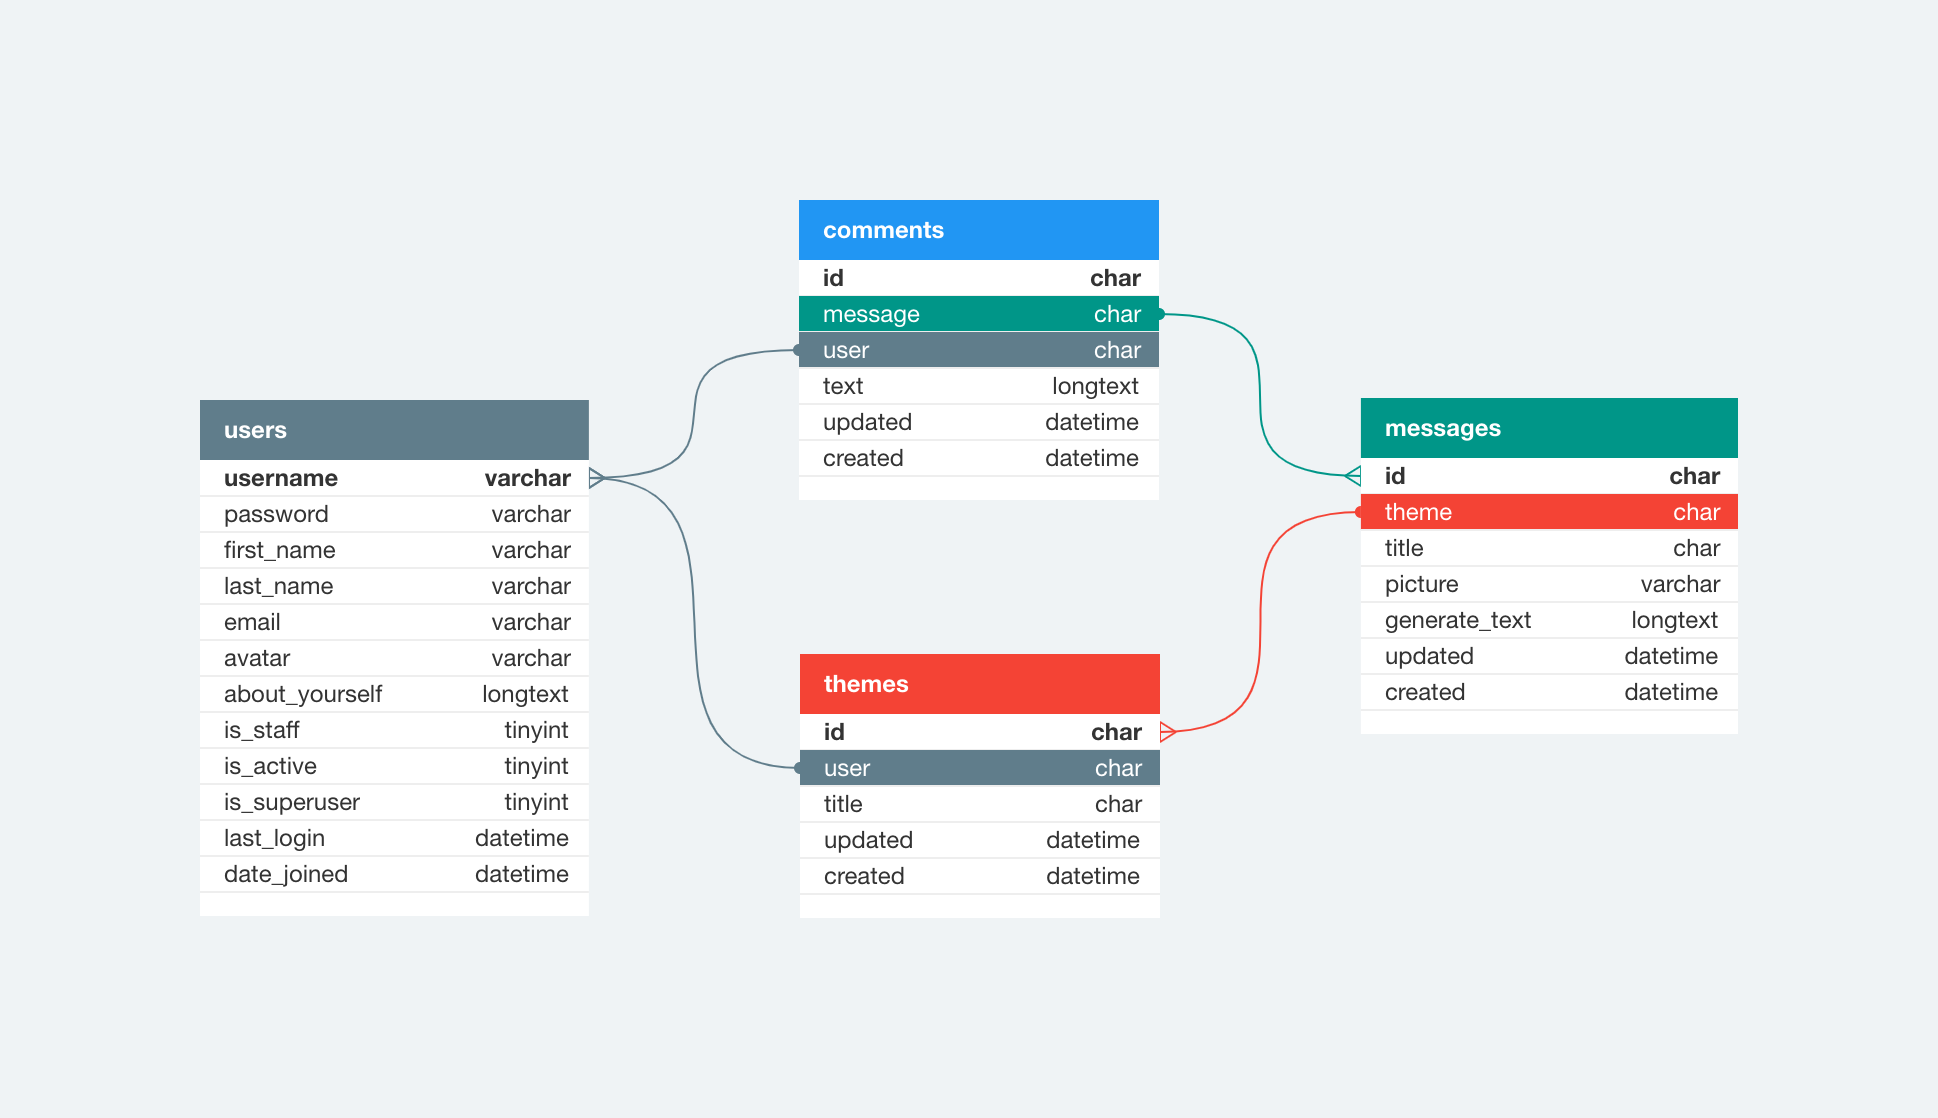 users
username varchar
password varchar
first_name varchar
last_name varchar
email varchar
avatar varchar
about_yourself longtext
is_staff tinyint
is_active tinyint
is_superuser tinyint
last_login datetime
date_joined datetime
comments
id char
message char
user char
text longtext
updated datetime
created datetime
themes
id char
user char
title char
updated datetime
created datetime
messages
id char
theme char
title char
picture varchar
generate_text longtext
updated datetime
created datetime